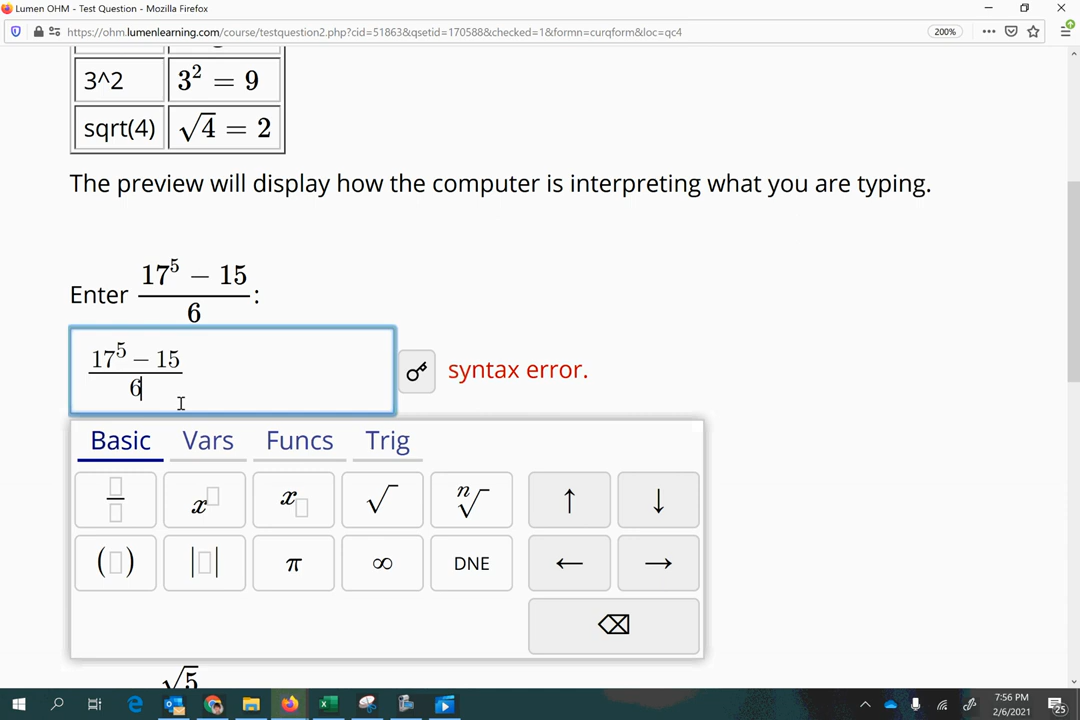 Lumen OHM - Test Question - Mozilla Firefox
https://ohm.lumenlearning.com/course/testquestion2.php?cid=51863&qsetid=170588&checked=1&formn=curqform&loc=qc4
200%
3^2 3² = 9
sqrt(4) √4 = 2
The preview will display how the computer is interpreting what you are typing.
17⁵ − 15
Enter :
6
17⁵ − 15
6
syntax error.
Basic Vars Funcs Trig
x x √ n√ ↑ ↓
( ) | | π ∞ DNE ← →
√5
7:56 PM
2/6/2021
25